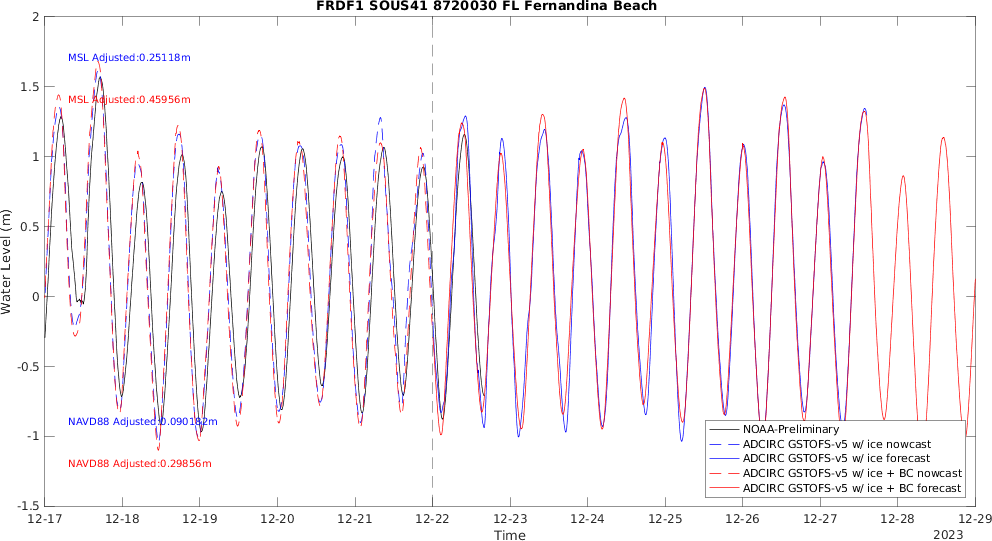 FRDF1 SOUS41 8720030 FL Fernandina Beach
2
1.5
1
0.5
0
-0.5
-1
-1.5
Water Level (m)
MSL Adjusted:0.25118m
MSL Adjusted:0.45956m
NAVD88 Adjusted:0.090182m
NAVD88 Adjusted:0.29856m
NOAA-Preliminary
ADCIRC GSTOFS-v5 w/ ice nowcast
ADCIRC GSTOFS-v5 w/ ice forecast
ADCIRC GSTOFS-v5 w/ ice + BC nowcast
ADCIRC GSTOFS-v5 w/ ice + BC forecast
12-17 12-18 12-19 12-20 12-21 12-22 12-23 12-24 12-25 12-26 12-27 12-28 12-29
Time
2023